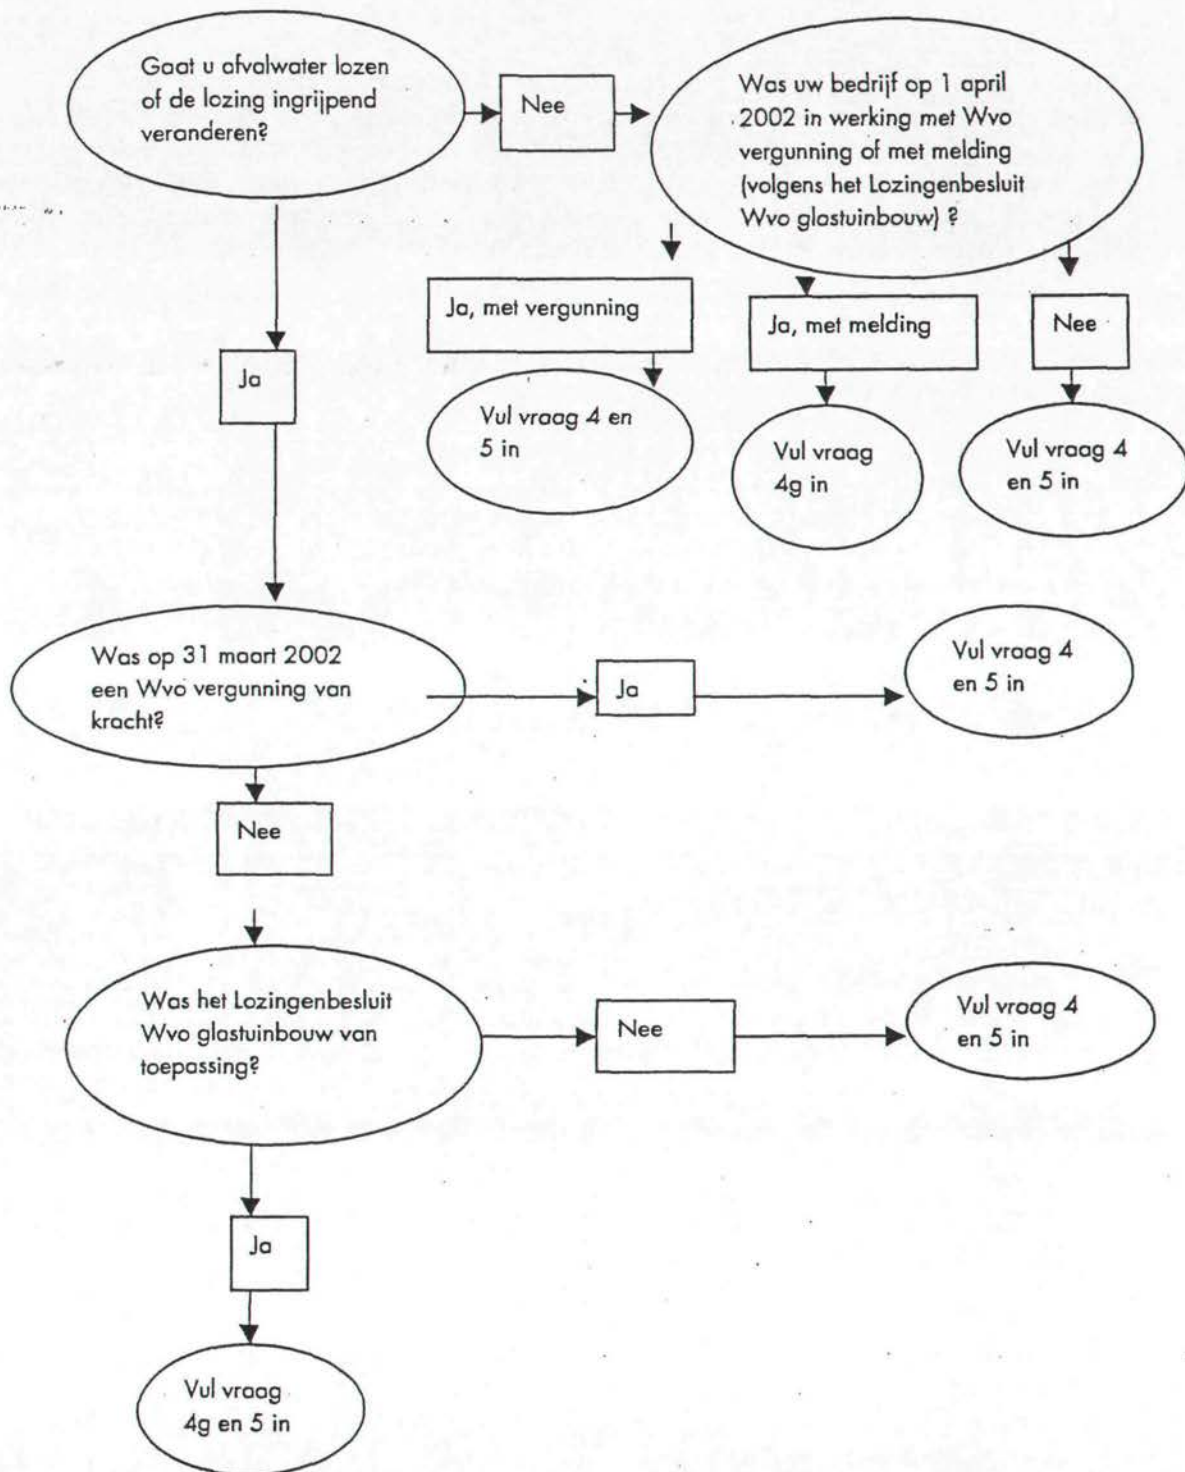 Gaat u afvalwater lozen
of de lozing ingrijpend
veranderen?
Nee
Was uw bedrijf op 1 april
2002 in werking met Wvo
vergunning of met melding
(volgens het Lozingenbesluit
Wvo glastuinbouw) ?
Ja, met vergunning
Ja, met melding
Nee
Ja
Vul vraag 4 en
5 in
Vul vraag
4g in
Vul vraag 4
en 5 in
Was op 31 maart 2002
een Wvo vergunning van
kracht?
Ja
Vul vraag 4
en 5 in
Nee
Was het Lozingenbesluit
Wvo glastuinbouw van
toepassing?
Nee
Vul vraag 4
en 5 in
Ja
Vul vraag
4g en 5 in